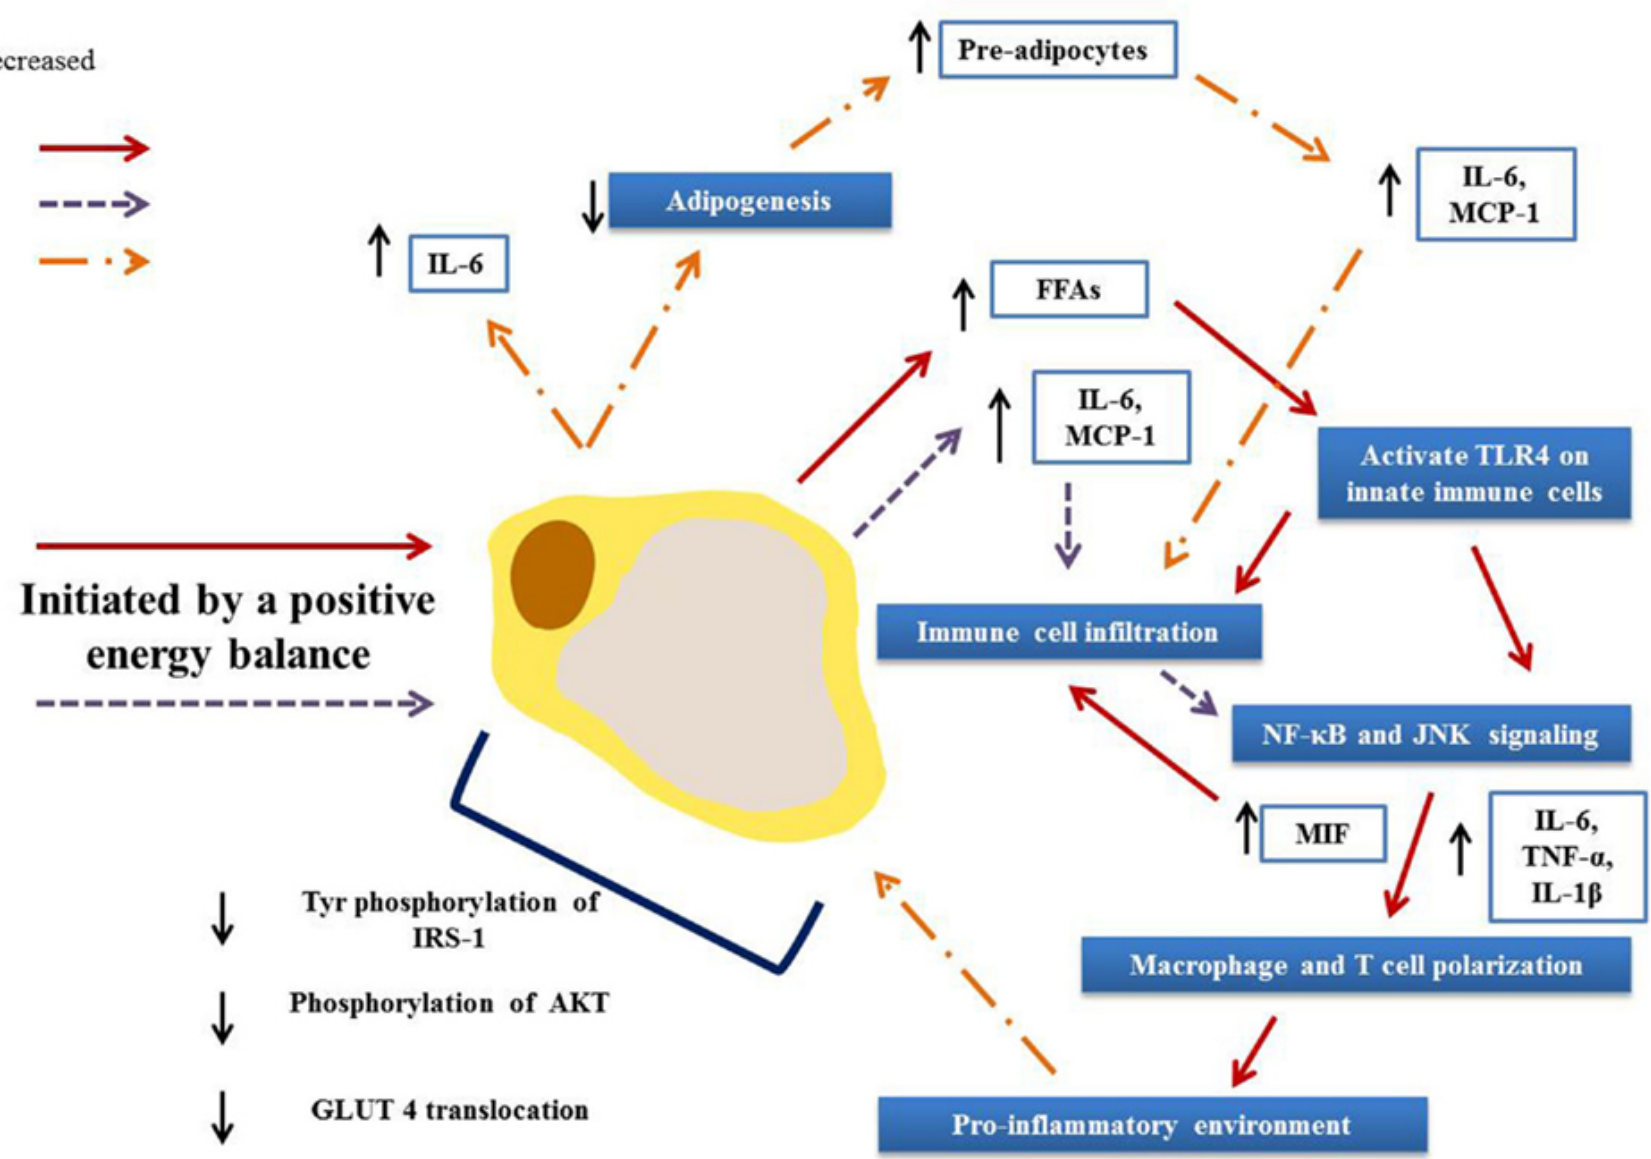 Pre-adipocytes
IL-6,
MCP-1
Adipogenesis
IL-6
FFAs
IL-6,
MCP-1
Activate TLR4 on
innate immune cells
Initiated by a positive
energy balance
Immune cell infiltration
NF-κB and JNK signaling
MIF
IL-6,
TNF-α,
IL-1β
Tyr phosphorylation of
IRS-1
Macrophage and T cell polarization
Phosphorylation of AKT
GLUT 4 translocation
Pro-inflammatory environment